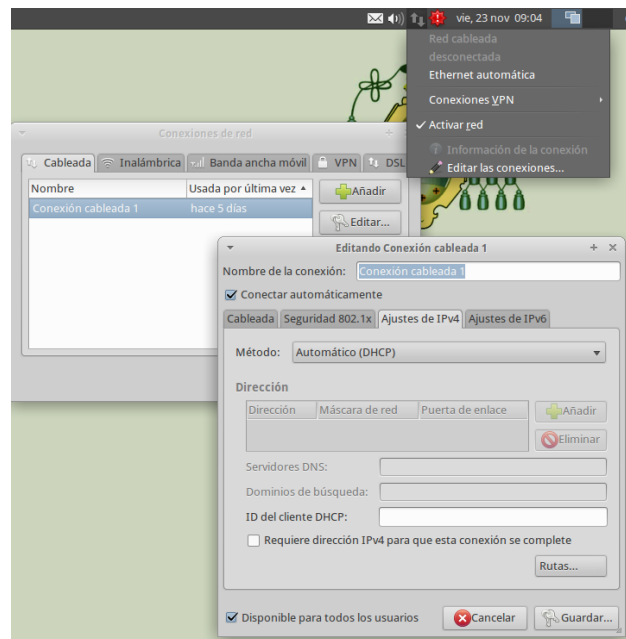 vie, 23 nov 09:04
Red cableada
desconectada
Ethernet automática
Conexiones VPN
Activar red
Información de la conexión
Editar las conexiones...
Conexiones de red
Cableada Inalámbrica Banda ancha móvil VPN DSL
Nombre Usada por última vez
Conexión cableada 1 hace 5 días
Añadir
Editar...
Editando Conexión cableada 1
Nombre de la conexión: Conexión cableada 1
Conectar automáticamente
Cableada Seguridad 802.1x Ajustes de IPv4 Ajustes de IPv6
Método: Automático (DHCP)
Dirección
Dirección Máscara de red Puerta de enlace Añadir
Eliminar
Servidores DNS:
Dominios de búsqueda:
ID del cliente DHCP:
Requiere dirección IPv4 para que esta conexión se complete
Rutas...
Disponible para todos los usuarios Cancelar Guardar...